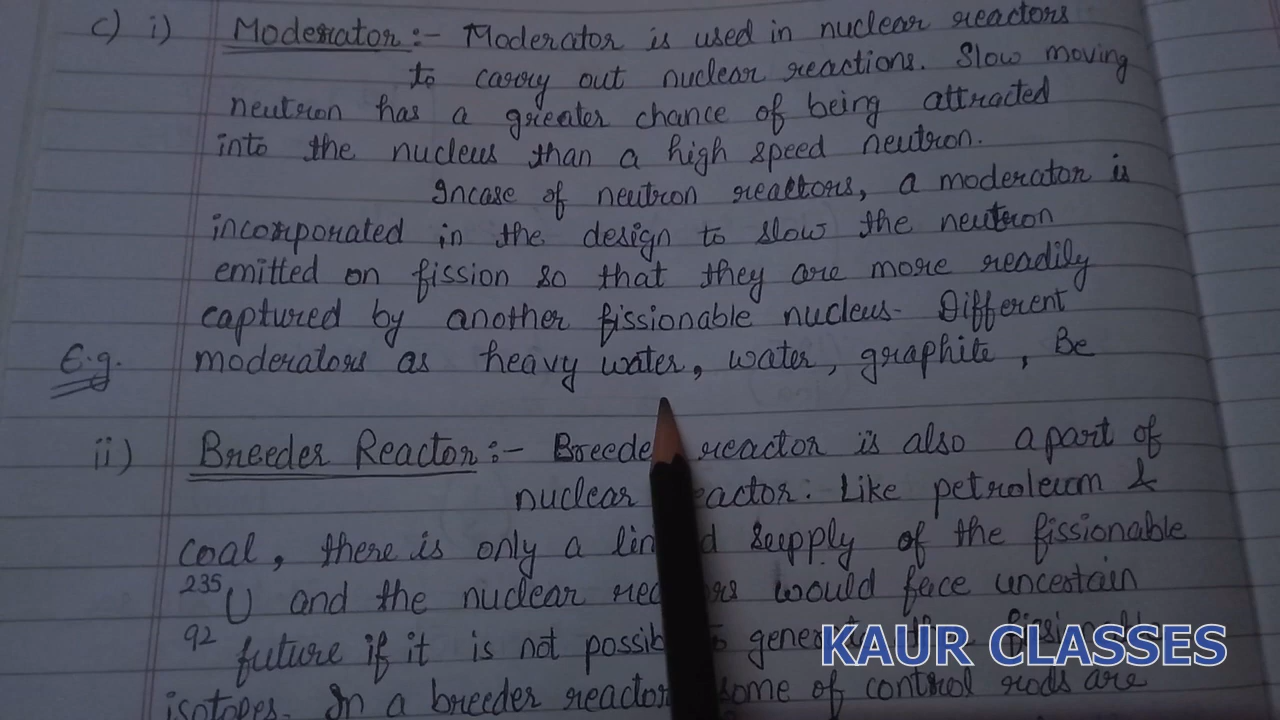 c) i) Moderator :- Moderator is used in nuclear reactors
to carry out nuclear reactions. Slow moving
neutron has a greater chance of being attracted
into the nucleus than a high speed neutron.
Incase of neutron reactors, a moderator is
incorporated in the design to slow the neutron
emitted on fission so that they are more readily
captured by another fissionable nucleus. Different
E.g. moderators as heavy water, water, graphite, Be
ii) Breeder Reactor :- Breeder reactor is also a part of
nuclear reactor. Like petroleum &
coal, there is only a supply of the fissionable
235 92 U and the nuclear would face uncertain
future if it is not
KAUR CLASSES
isotopes. In a breeder reactor some of control rods are